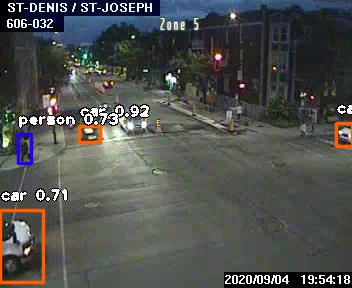 ST-DENIS / ST-JOSEPH
606-032
Zone 5
car 0.92
person 0.73
ca
car 0.71
2020/09/04 19:54:18